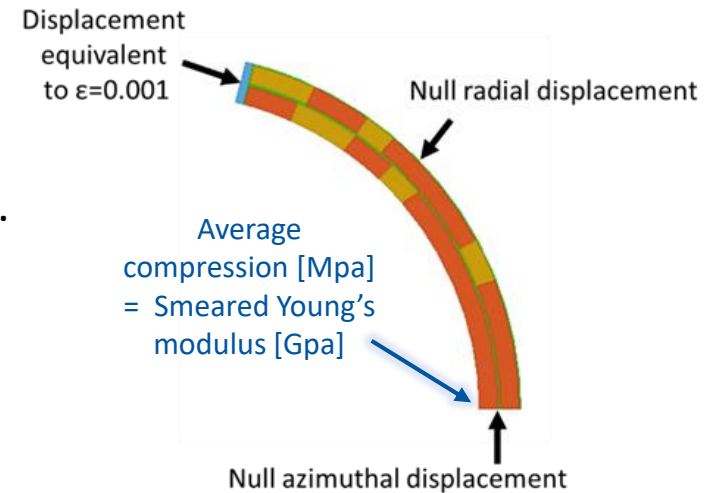 Displacement
equivalent
to ε=0.001
Null radial displacement
.
Average
compression [Mpa]
= Smeared Young's
modulus [Gpa]
Null azimuthal displacement